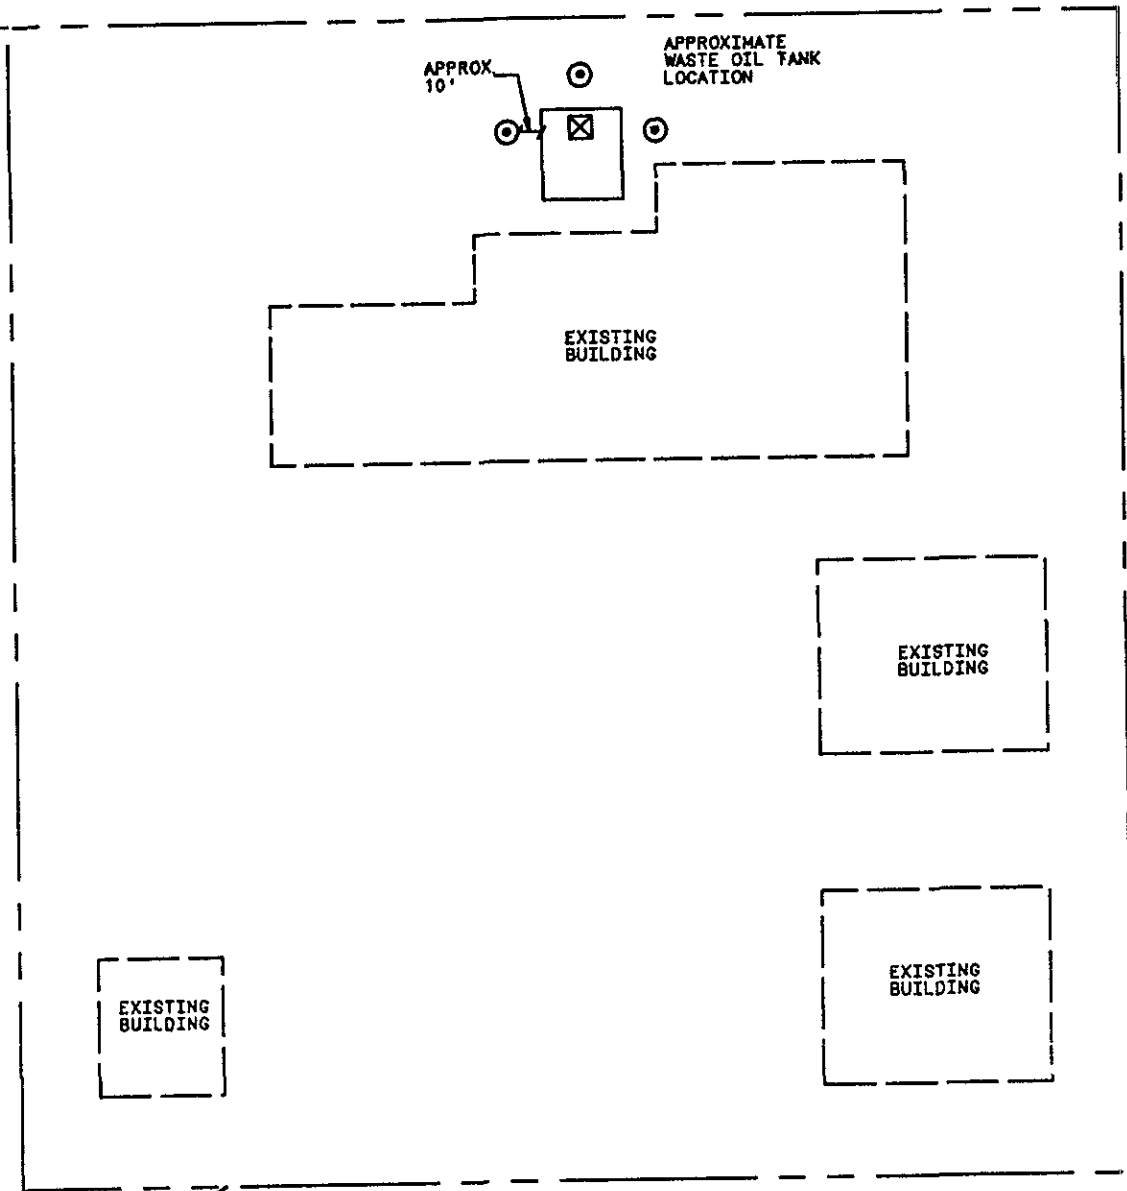 APPROXIMATE
WASTE OIL TANK
LOCATION
APPROX
10'
EXISTING
BUILDING
EXISTING
BUILDING
EXISTING
BUILDING
EXISTING
BUILDING